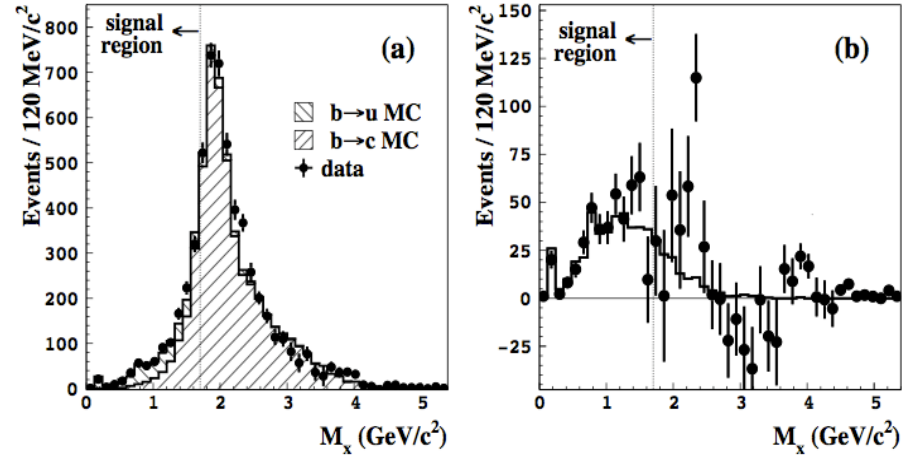 signal
region
(a)
b→u MC
b→c MC
data
Events / 120 MeV/c²
0
100
200
300
400
500
600
700
800
0 1 2 3 4 5
Mₓ (GeV/c²)
signal
region
(b)
Events / 120 MeV/c²
150
125
100
75
50
25
0
-25
0 1 2 3 4 5
Mₓ (GeV/c²)